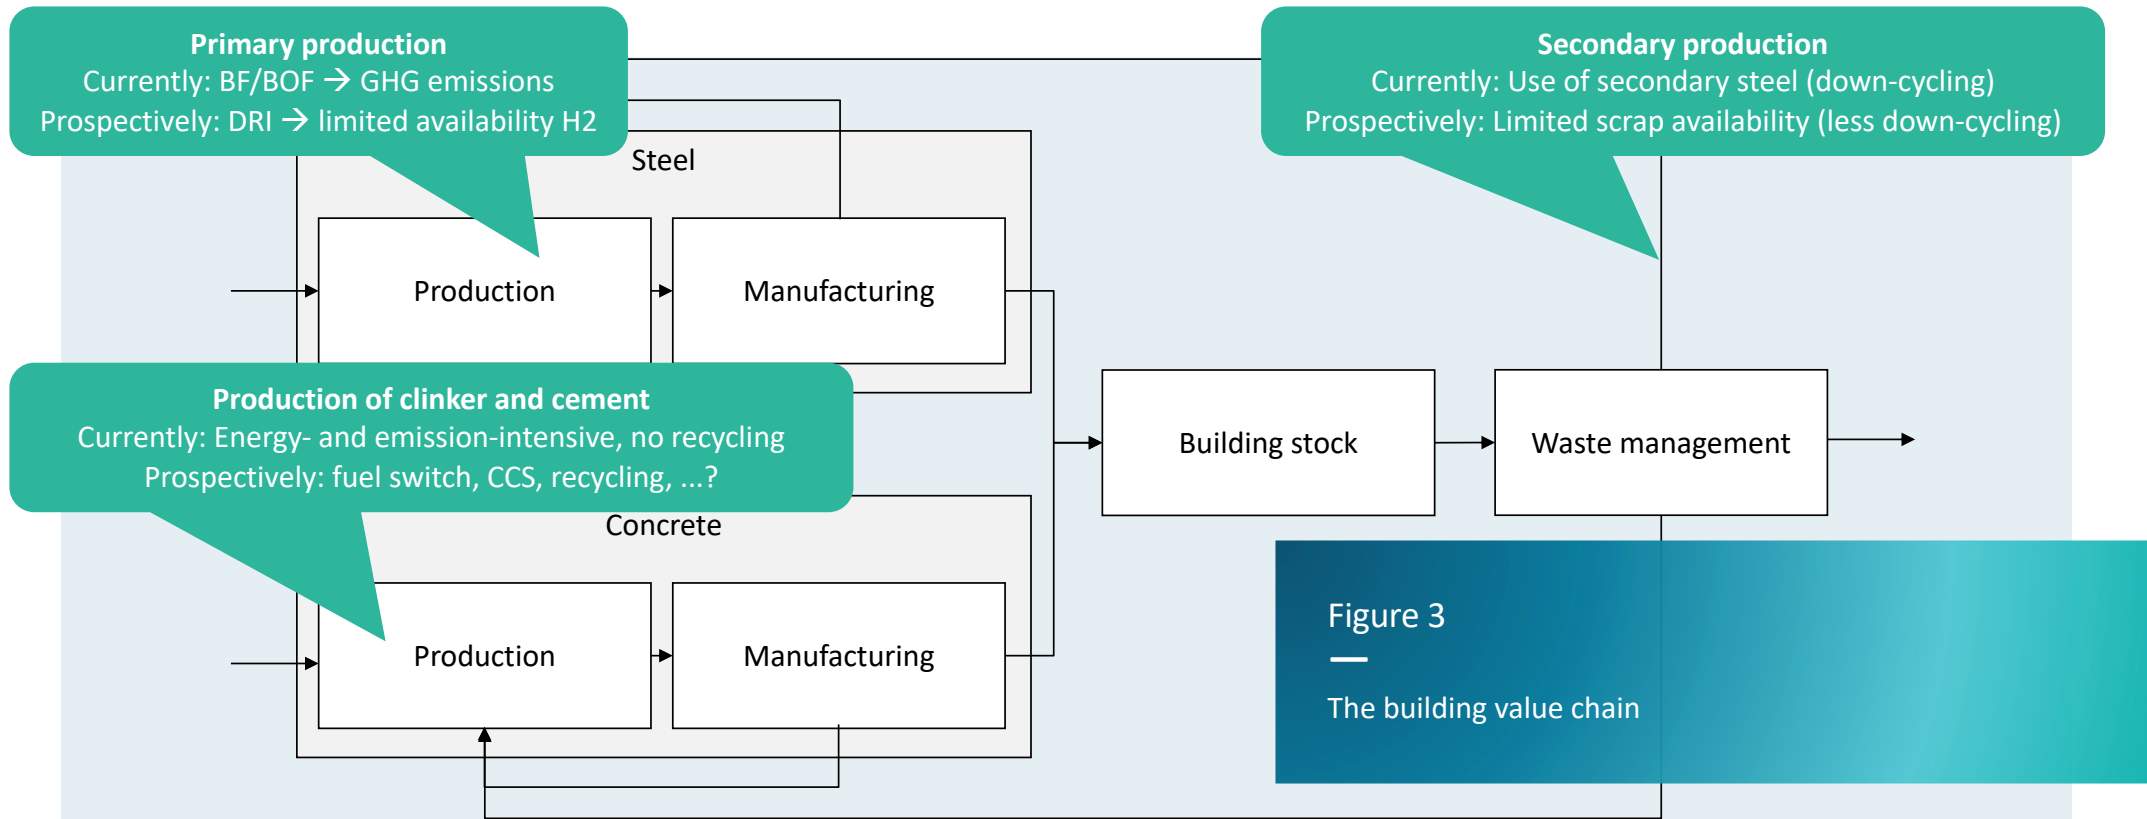 Primary production
Currently: BF/BOF → GHG emissions
Prospectively: DRI → limited availability H2
Secondary production
Currently: Use of secondary steel (down-cycling)
Prospectively: Limited scrap availability (less down-cycling)
Steel
Production
Manufacturing
Production of clinker and cement
Currently: Energy- and emission-intensive, no recycling
Prospectively: fuel switch, CCS, recycling, ...?
Building stock
Waste management
Concrete
Production
Manufacturing
Figure 3
The building value chain